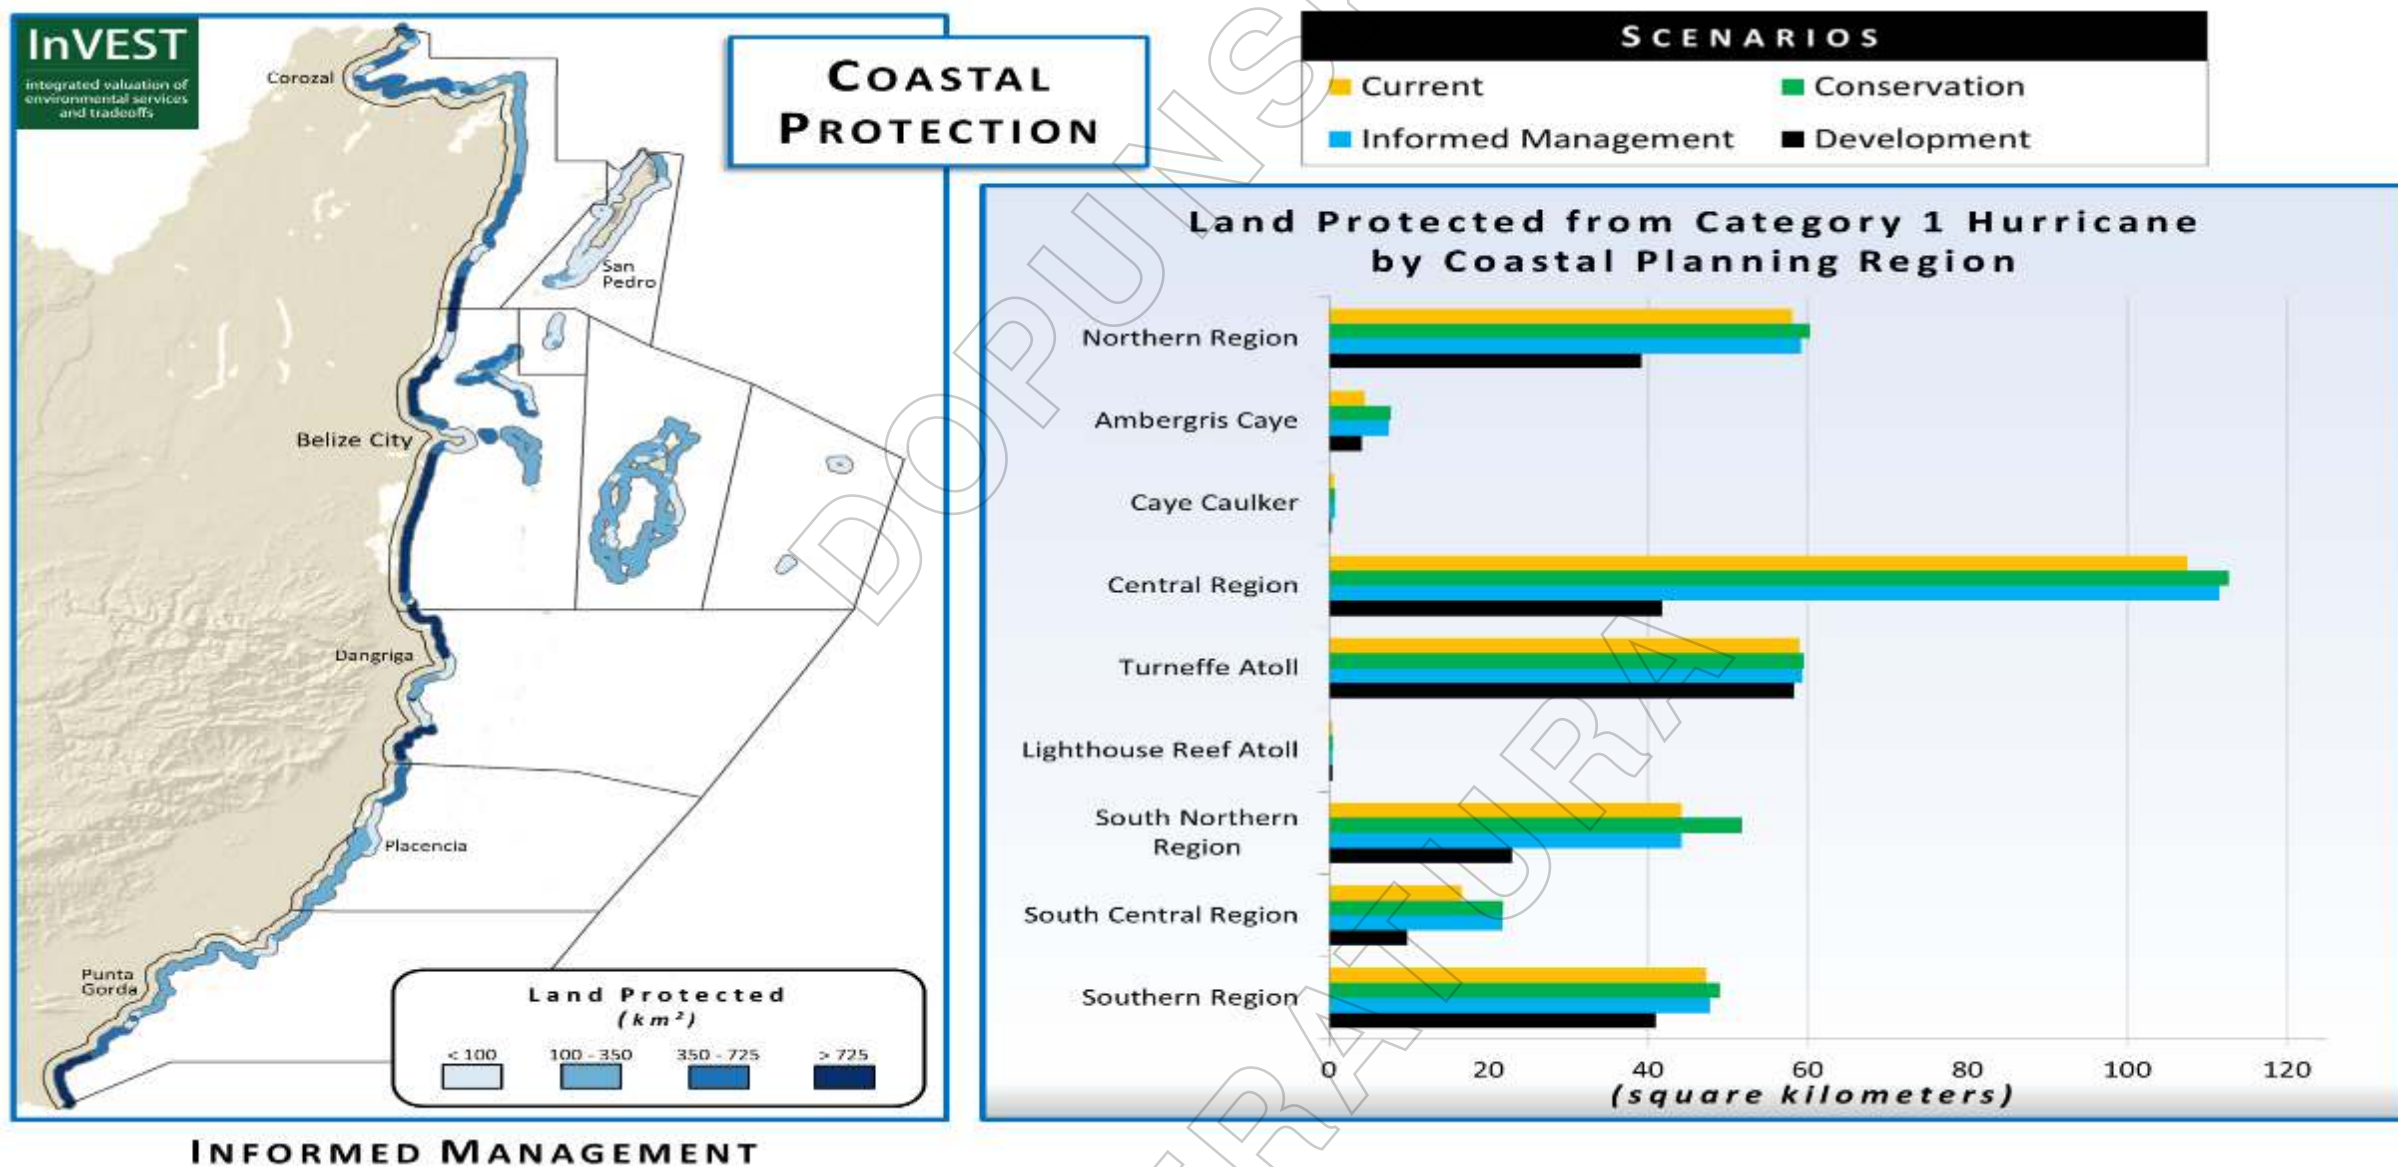 InVEST
integrated valuation of
environmental services
and tradeoffs
COASTAL
PROTECTION
Corozal
San
Pedro
Belize City
Dangriga
Placencia
Punta
Gorda
Land Protected
(km²)
< 100
100 - 350
350 - 725
> 725
INFORMED MANAGEMENT
SCENARIOS
Current
Conservation
Informed Management
Development
Land Protected from Category 1 Hurricane
by Coastal Planning Region
Northern Region
Ambergris Caye
Caye Caulker
Central Region
Turneffe Atoll
Lighthouse Reef Atoll
South Northern
Region
South Central Region
Southern Region
0 20 40 60 80 100 120
(square kilometers)